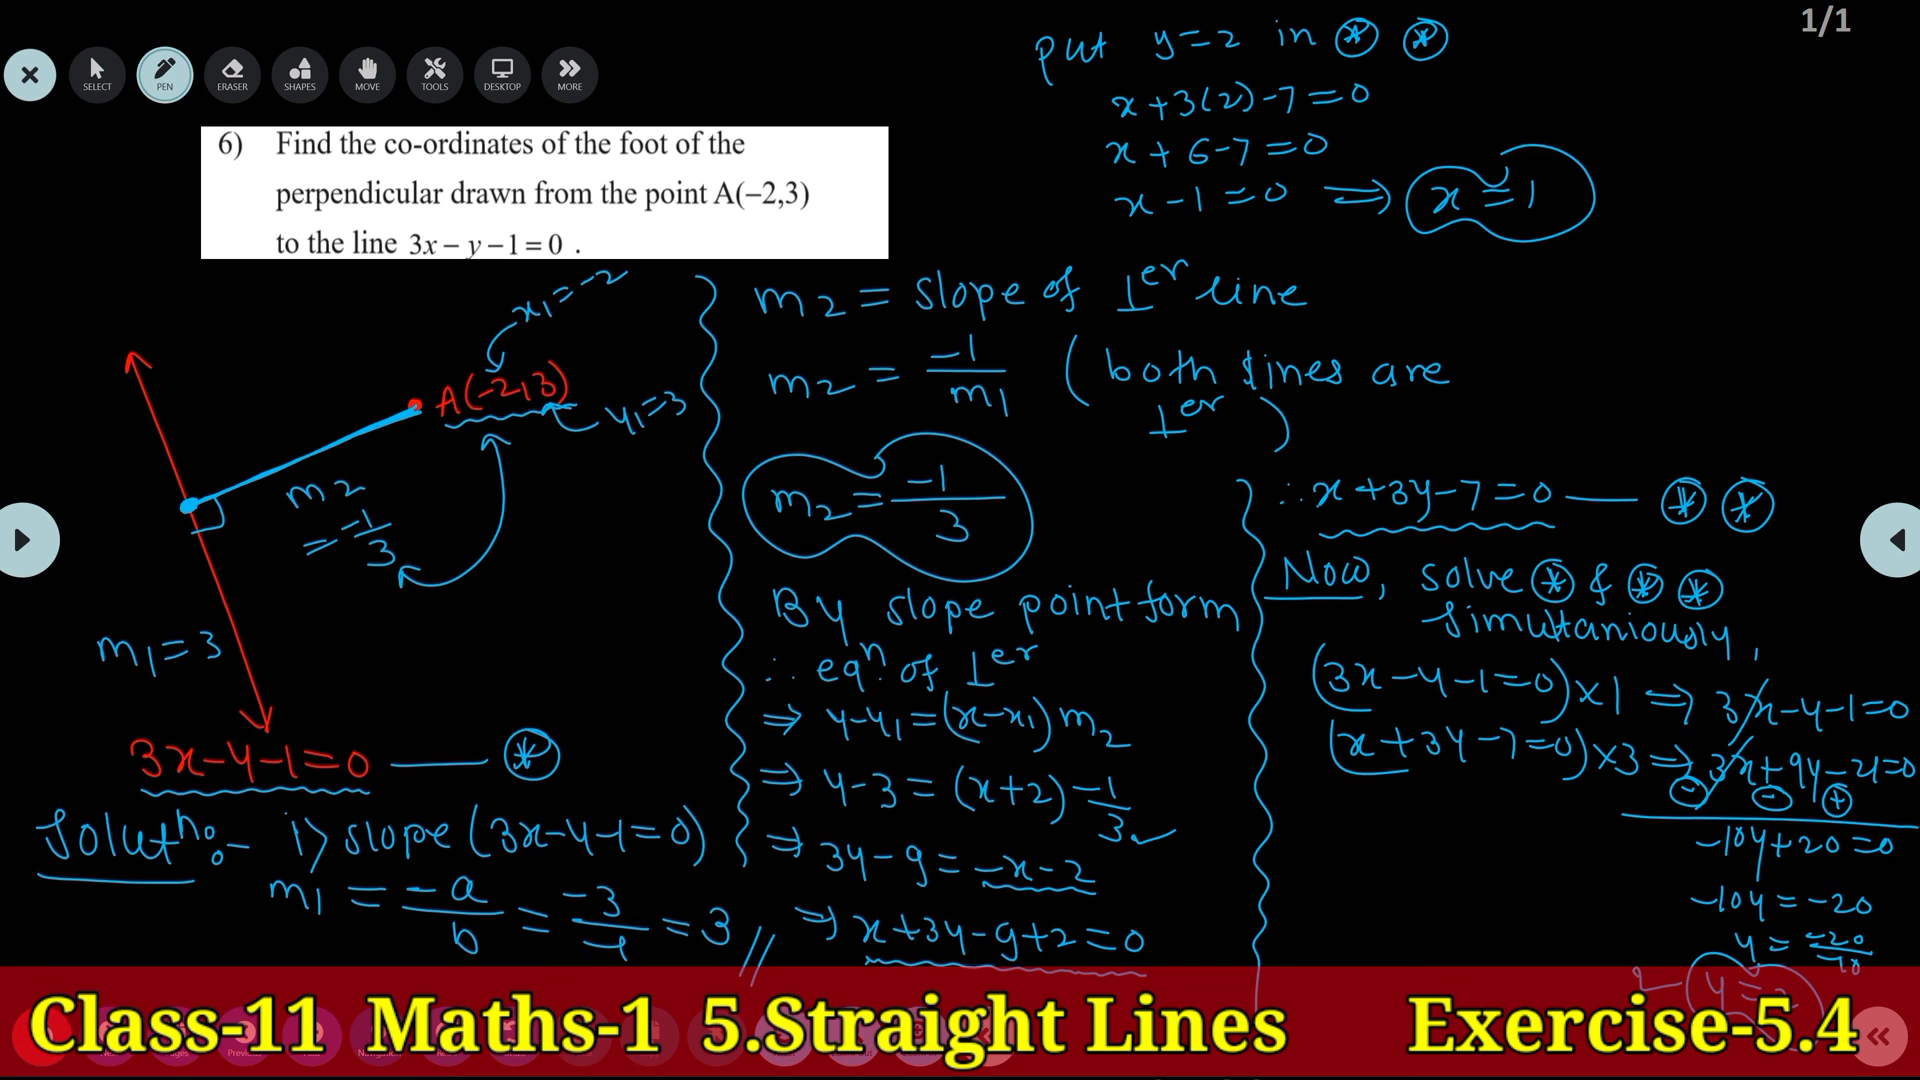 1/1
SELECT PEN ERASER SHAPES MOVE TOOLS DESKTOP MORE
6) Find the co-ordinates of the foot of the
perpendicular drawn from the point A(−2,3)
to the line 3x − y − 1 = 0 .
x1 = -2
A(-2,3)
y1 = 3
m2
= -1/3
m1 = 3
3x-y-1=0 —— *
Solutn:- i) slope (3x-y-1=0)
m1 = -a/b = -3/-1 = 3 //
m2 = slope of ⊥er line
m2 = -1/m1 ( both lines are
⊥er )
m2 = -1/3
By slope point form
∴ eqn of ⊥er
⇒ y-y1 = (x-x1) m2
⇒ y-3 = (x+2) -1/3
⇒ 3y-9 = -x-2
⇒ x+3y-9+2=0
∴ x+3y-7=0 —— * *
Now, solve * & * *
simultaniously,
(3x-y-1=0)×1 ⇒ 3x-y-1=0
(x+3y-7=0)×3 ⇒ 3x+9y-21=0
- - +
-10y+20=0
-10y = -20
y = -20/-10
y = 2
put y=2 in * *
x+3(2)-7=0
x+6-7=0
x-1=0 ⇒ x=1
Class-11 Maths-1 5.Straight Lines Exercise-5.4